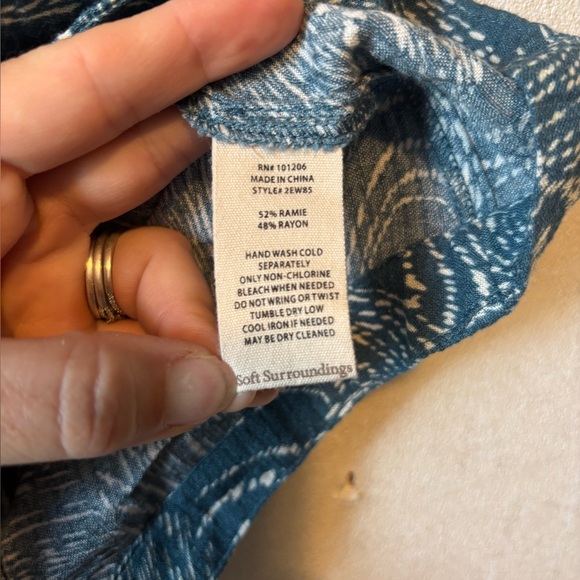 RN# 101206
MADE IN CHINA
STYLE# 2EW85
52% RAMIE
48% RAYON
HAND WASH COLD
SEPARATELY
ONLY NON-CHLORINE
BLEACH WHEN NEEDED
DO NOT WRING OR TWIST
TUMBLE DRY LOW
COOL IRON IF NEEDED
MAY BE DRY CLEANED
Soft Surroundings